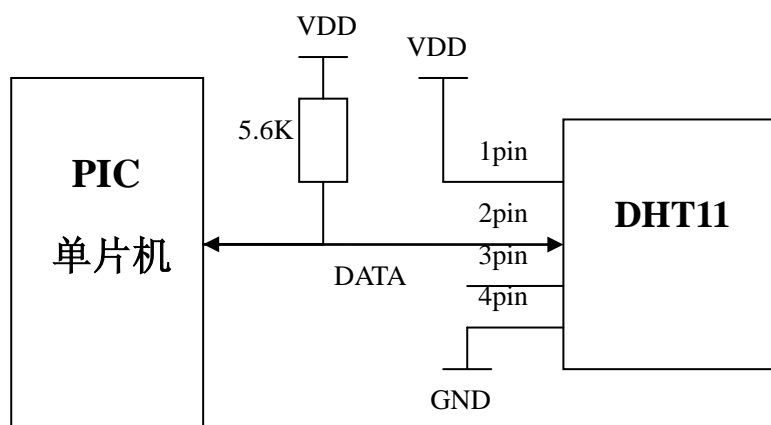 VDD
VDD
5.6K
1pin
PIC
单片机
2pin
DHT11
3pin
DATA
4pin
GND